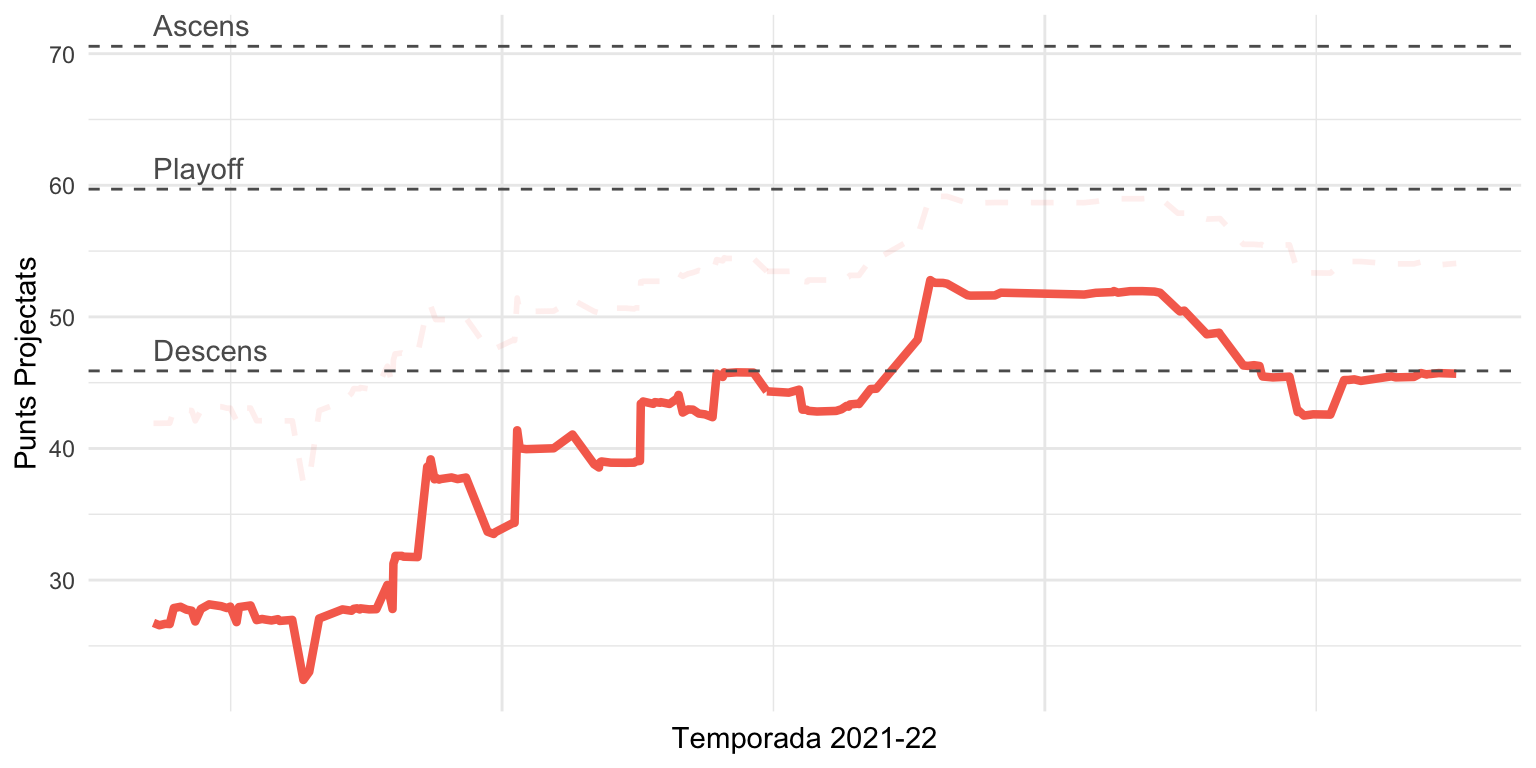 Ascens
70
Playoff
60
50
Descens
40
30
Punts Projectats
Temporada 2021-22